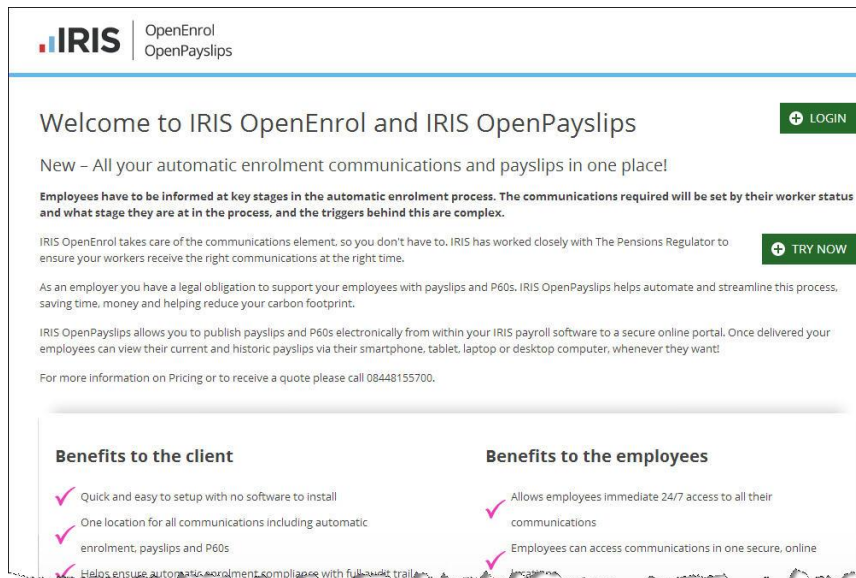 IRIS
OpenEnrol
OpenPayslips
Welcome to IRIS OpenEnrol and IRIS OpenPayslips
LOGIN
New – All your automatic enrolment communications and payslips in one place!
Employees have to be informed at key stages in the automatic enrolment process. The communications required will be set by their worker status
and what stage they are at in the process, and the triggers behind this are complex.
IRIS OpenEnrol takes care of the communications element, so you don't have to. IRIS has worked closely with The Pensions Regulator to
ensure your workers receive the right communications at the right time.
TRY NOW
As an employer you have a legal obligation to support your employees with payslips and P60s. IRIS OpenPayslips helps automate and streamline this process,
saving time, money and helping reduce your carbon footprint.
IRIS OpenPayslips allows you to publish payslips and P60s electronically from within your IRIS payroll software to a secure online portal. Once delivered your
employees can view their current and historic payslips via their smartphone, tablet, laptop or desktop computer, whenever they want!
For more information on Pricing or to receive a quote please call 08448155700.
Benefits to the client
Quick and easy to setup with no software to install
One location for all communications including automatic
enrolment, payslips and P60s
Helps ensure automatic enrolment compliance with full audit trail
Benefits to the employees
Allows employees immediate 24/7 access to all their
communications
Employees can access communications in one secure, online